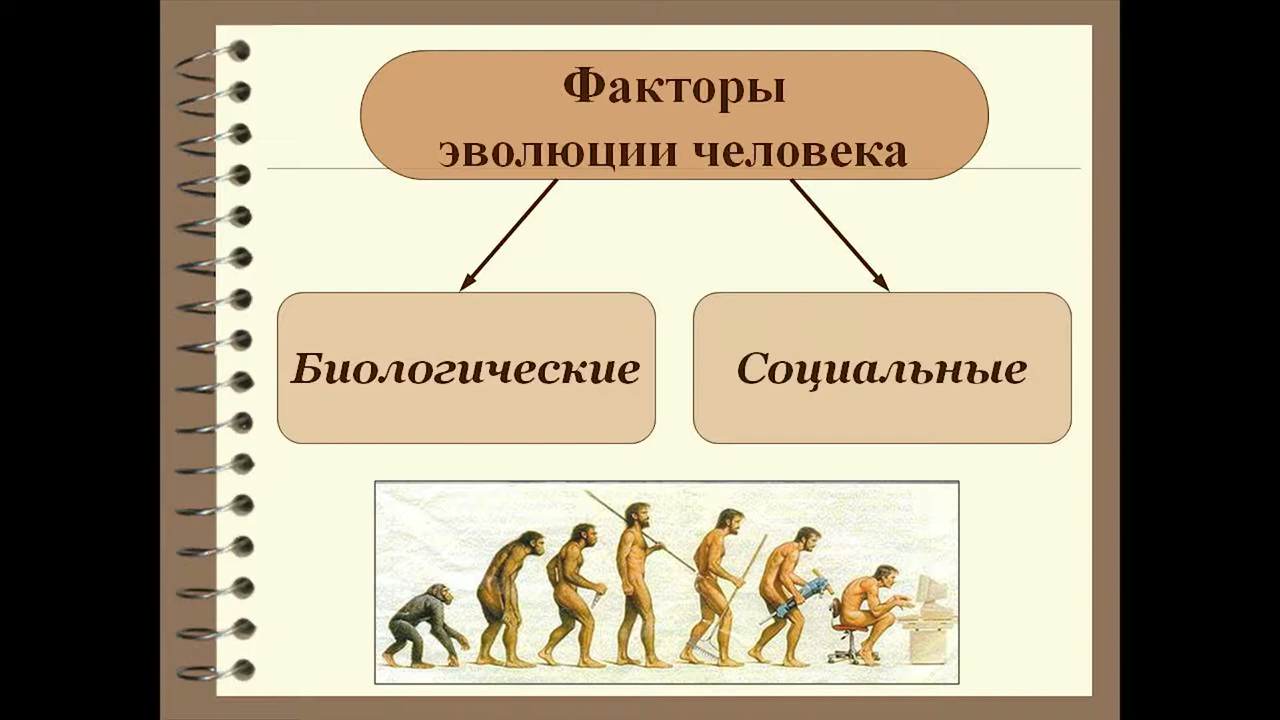 Факторы
эволюции человека
Биологические
Социальные